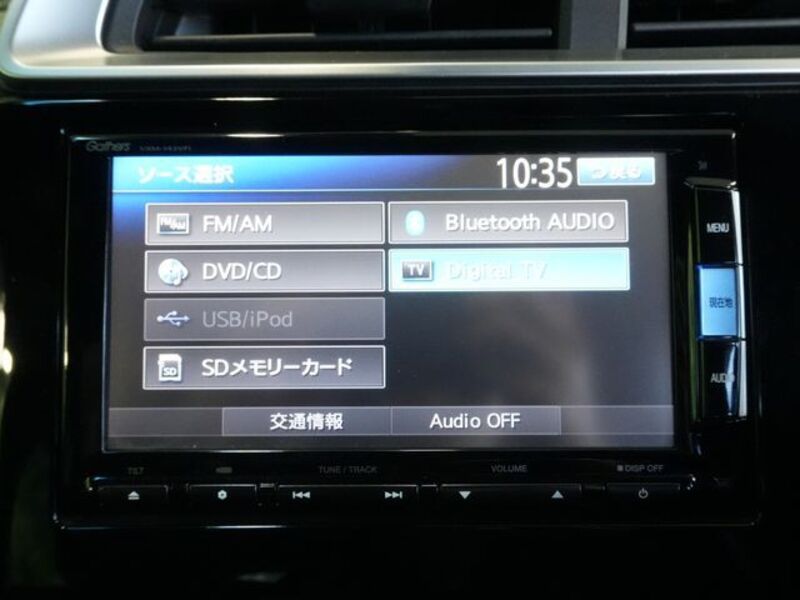 Gathers
ソース選択 10:35 戻る
FM/AM Bluetooth AUDIO
DVD/CD TV Digital TV
USB/iPod
SD SDメモリーカード
交通情報 Audio OFF
MENU
現在地
AUDIO
TILT TUNE / TRACK VOLUME DISP OFF